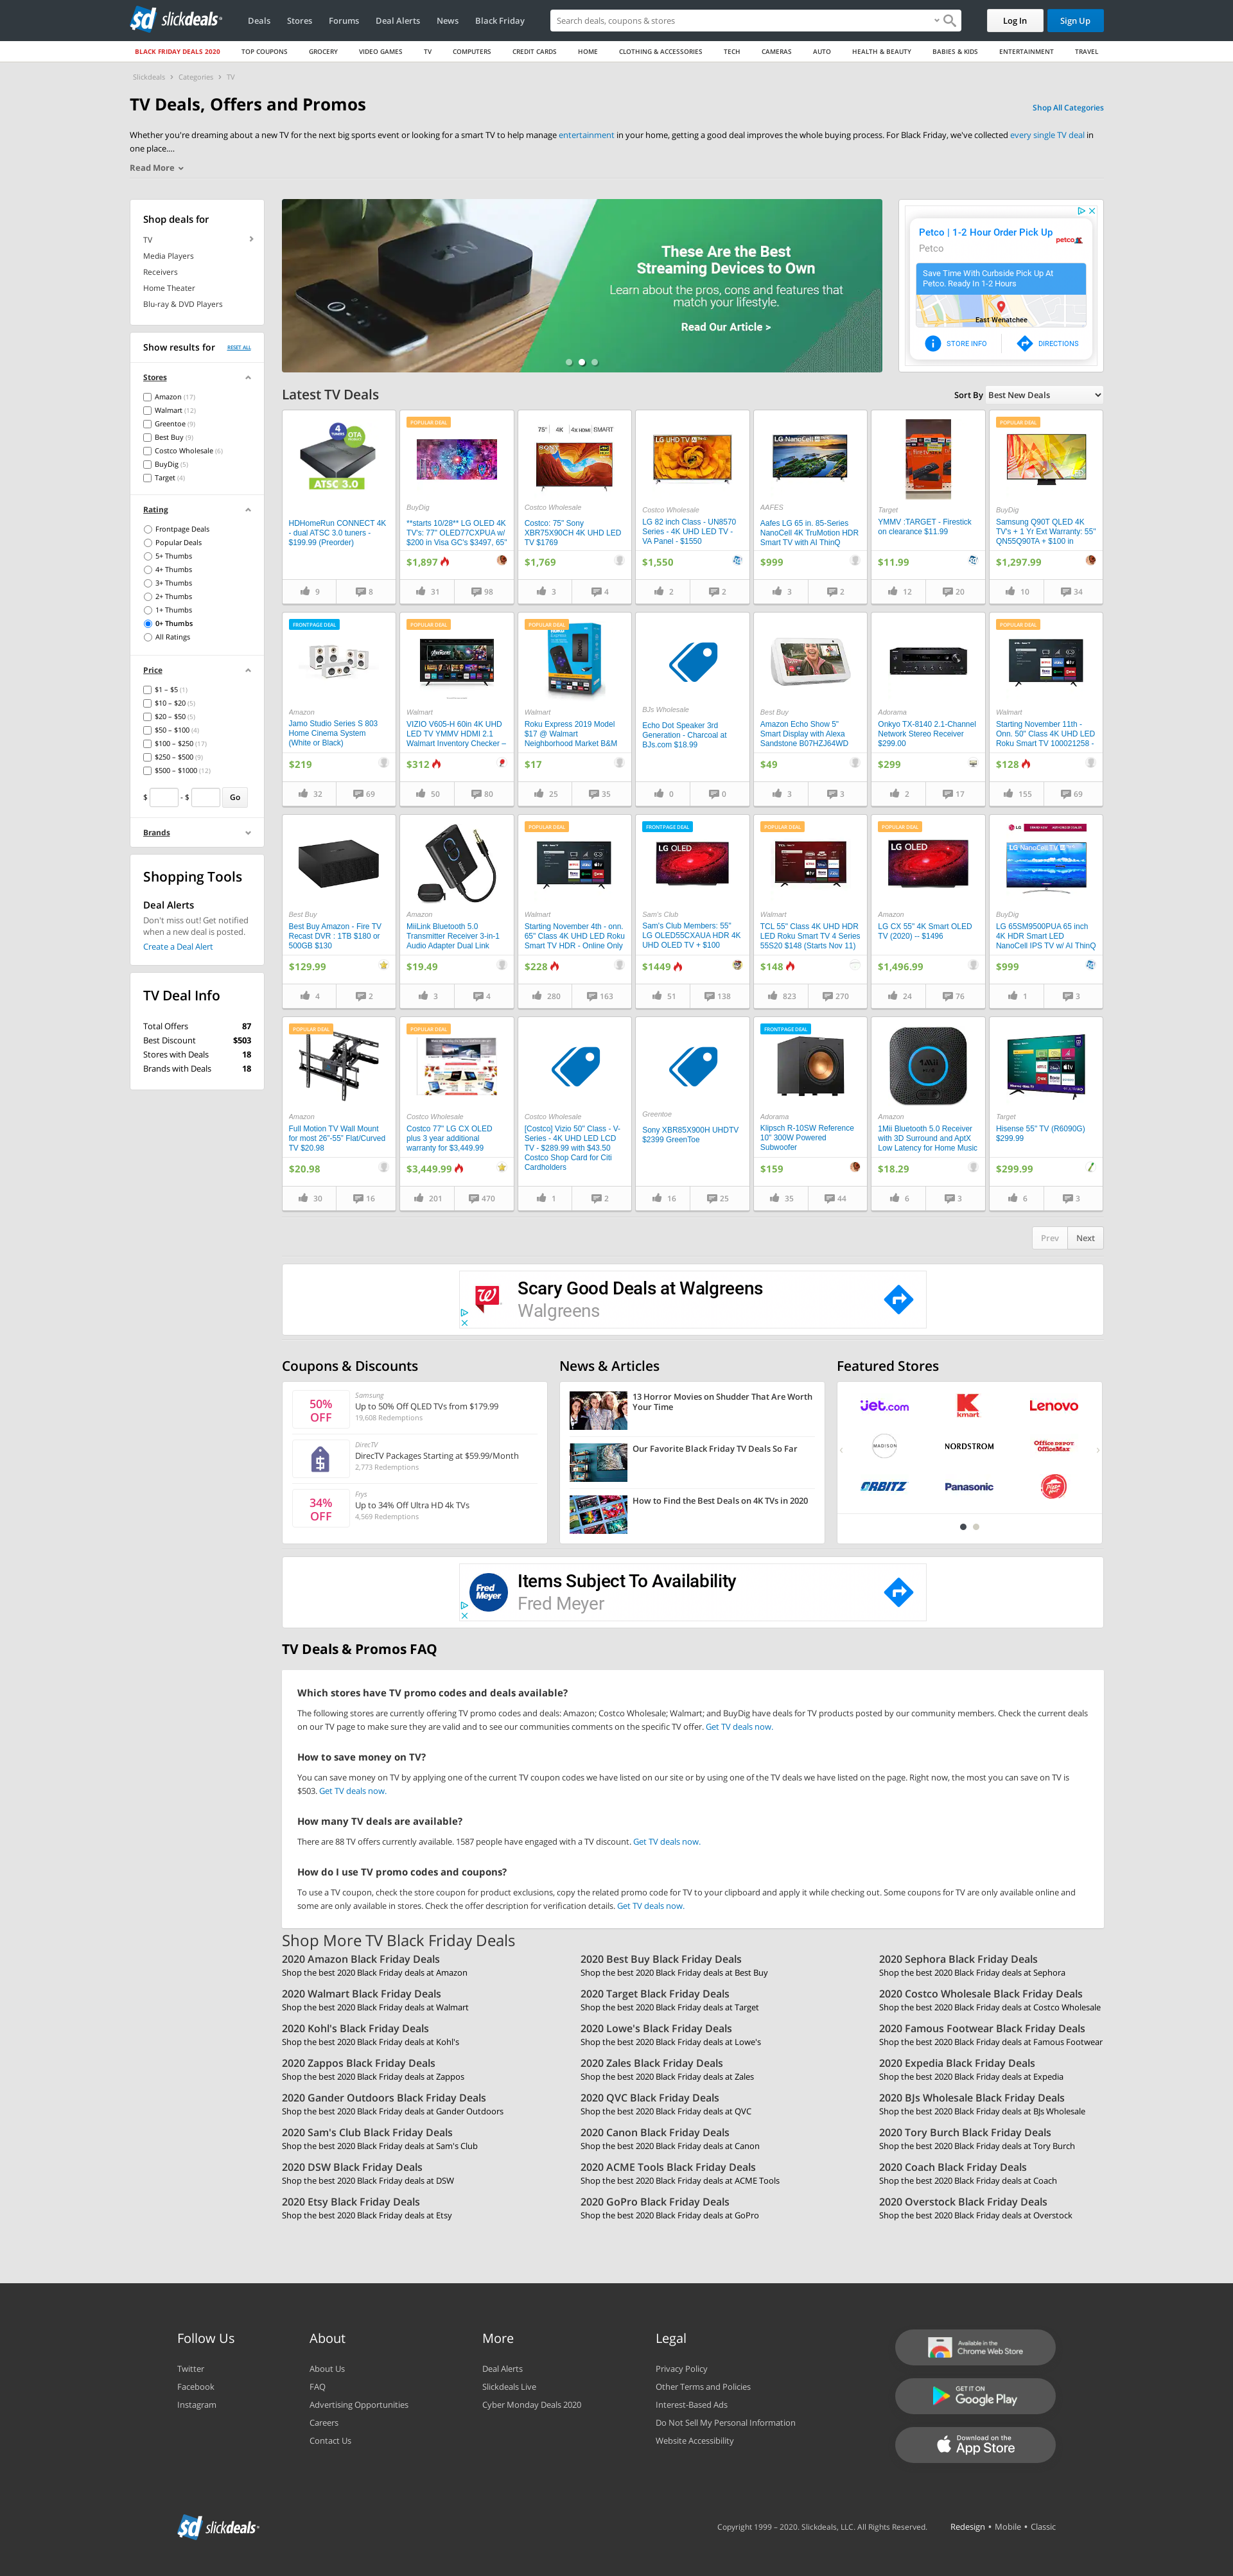 slickdeals
Deals Stores Forums Deal Alerts News Black Friday
Search deals, coupons & stores
Log In Sign Up
BLACK FRIDAY DEALS 2020 TOP COUPONS GROCERY VIDEO GAMES TV COMPUTERS CREDIT CARDS HOME CLOTHING & ACCESSORIES TECH CAMERAS AUTO HEALTH & BEAUTY BABIES & KIDS ENTERTAINMENT TRAVEL
Slickdeals > Categories > TV
TV Deals, Offers and Promos
Shop All Categories
Whether you're dreaming about a new TV for the next big sports event or looking for a smart TV to help manage entertainment in your home, getting a good deal improves the whole buying process. For Black Friday, we've collected every single TV deal in
one place....
Read More
Shop deals for
TV
Media Players
Receivers
Home Theater
Blu-ray & DVD Players
Show results for RESET ALL
Stores
Amazon (17)
Walmart (12)
Greentoe (9)
Best Buy (9)
Costco Wholesale (6)
BuyDig (5)
Target (4)
Rating
Frontpage Deals
Popular Deals
5+ Thumbs
4+ Thumbs
3+ Thumbs
2+ Thumbs
1+ Thumbs
0+ Thumbs
All Ratings
Price
$1 – $5 (1)
$10 – $20 (5)
$20 – $50 (5)
$50 – $100 (4)
$100 – $250 (17)
$250 – $500 (9)
$500 – $1000 (12)
$ - $ Go
Brands
Shopping Tools
Deal Alerts
Don't miss out! Get notified
when a new deal is posted.
Create a Deal Alert
TV Deal Info
Total Offers 87
Best Discount $503
Stores with Deals 18
Brands with Deals 18
These Are the Best
Streaming Devices to Own
Learn about the pros, cons and features that
match your lifestyle.
Read Our Article >
Petco | 1-2 Hour Order Pick Up
Petco
petco
Save Time With Curbside Pick Up At
Petco. Ready In 1-2 Hours
East Wenatchee
STORE INFO DIRECTIONS
Latest TV Deals
Sort By Best New Deals
4
TUNERS
DTA
ATSC 3.0
HDHomeRun CONNECT 4K
- dual ATSC 3.0 tuners -
$199.99 (Preorder)
9 8
POPULAR DEAL
BuyDig
**starts 10/28** LG OLED 4K
TV's: 77" OLED77CXPUA w/
$200 in Visa GC's $3497, 65"
$1,897
31 98
75" 4K 4x HDMI SMART
SONY
Costco Wholesale
Costco: 75" Sony
XBR75X90CH 4K UHD LED
TV $1769
$1,769
3 4
LG UHD TV
Costco Wholesale
LG 82 inch Class - UN8570
Series - 4K UHD LED TV -
VA Panel - $1550
$1,550
2 2
LG NanoCell
AAFES
Aafes LG 65 in. 85-Series
NanoCell 4K TruMotion HDR
Smart TV with AI ThinQ
$999
3 2
Target
YMMV :TARGET - Firestick
on clearance $11.99
$11.99
12 20
POPULAR DEAL
BuyDig
Samsung Q90T QLED 4K
TV's + 1 Yr Ext Warranty: 55"
QN55Q90TA + $100 in
$1,297.99
10 34
FRONTPAGE DEAL
Amazon
Jamo Studio Series S 803
Home Cinema System
(White or Black)
$219
32 69
POPULAR DEAL
Walmart
VIZIO V605-H 60in 4K UHD
LED TV YMMV HDMI 2.1
Walmart Inventory Checker –
$312
50 80
POPULAR DEAL
Walmart
Roku Express 2019 Model
$17 @ Walmart
Neighborhood Market B&M
$17
25 35
BJs Wholesale
Echo Dot Speaker 3rd
Generation - Charcoal at
BJs.com $18.99
0 0
Best Buy
Amazon Echo Show 5"
Smart Display with Alexa
Sandstone B07HZJ64WD
$49
3 3
Adorama
Onkyo TX-8140 2.1-Channel
Network Stereo Receiver
$299.00
$299
2 17
POPULAR DEAL
Walmart
Starting November 11th -
Onn. 50" Class 4K UHD LED
Roku Smart TV 100021258 -
$128
155 69
Best Buy
Best Buy Amazon - Fire TV
Recast DVR : 1TB $180 or
500GB $130
$129.99
4 2
Amazon
MiiLink Bluetooth 5.0
Transmitter Receiver 3-in-1
Audio Adapter Dual Link
$19.49
3 4
POPULAR DEAL
Walmart
Starting November 4th - onn.
65" Class 4K UHD LED Roku
Smart TV HDR - Online Only
$228
280 163
FRONTPAGE DEAL
LG OLED
Sam's Club
Sam's Club Members: 55"
LG OLED55CXAUA HDR 4K
UHD OLED TV + $100
$1449
51 138
POPULAR DEAL
Walmart
TCL 55" Class 4K UHD HDR
LED Roku Smart TV 4 Series
55S20 $148 (Starts Nov 11)
$148
823 270
POPULAR DEAL
LG OLED
Amazon
LG CX 55" 4K Smart OLED
TV (2020) -- $1496
$1,496.99
24 76
LG NanoCell TV
BuyDig
LG 65SM9500PUA 65 inch
4K HDR Smart LED
NanoCell IPS TV w/ AI ThinQ
$999
1 3
POPULAR DEAL
Amazon
Full Motion TV Wall Mount
for most 26"-55" Flat/Curved
TV $20.98
$20.98
30 16
POPULAR DEAL
Costco Wholesale
Costco 77" LG CX OLED
plus 3 year additional
warranty for $3,449.99
$3,449.99
201 470
Costco Wholesale
[Costco] Vizio 50" Class - V-
Series - 4K UHD LED LCD
TV - $289.99 with $43.50
Costco Shop Card for Citi
Cardholders
1 2
Greentoe
Sony XBR85X900H UHDTV
$2399 GreenToe
16 25
FRONTPAGE DEAL
Adorama
Klipsch R-10SW Reference
10" 300W Powered
Subwoofer
$159
35 44
1MII
Amazon
1Mii Bluetooth 5.0 Receiver
with 3D Surround and AptX
Low Latency for Home Music
$18.29
6 3
Target
Hisense 55" TV (R6090G)
$299.99
$299.99
6 3
Prev Next
Scary Good Deals at Walgreens
Walgreens
Coupons & Discounts
50%
OFF
Samsung
Up to 50% Off QLED TVs from $179.99
19,608 Redemptions
DirecTV
DirecTV Packages Starting at $59.99/Month
2,773 Redemptions
34%
OFF
Frys
Up to 34% Off Ultra HD 4k TVs
4,569 Redemptions
News & Articles
13 Horror Movies on Shudder That Are Worth
Your Time
Our Favorite Black Friday TV Deals So Far
How to Find the Best Deals on 4K TVs in 2020
Featured Stores
jet.com kmart Lenovo
MADISON NORDSTROM Office DEPOT OfficeMax
ORBITZ Panasonic Pizza Hut
Items Subject To Availability
Fred Meyer
Fred Meyer
TV Deals & Promos FAQ
Which stores have TV promo codes and deals available?
The following stores are currently offering TV promo codes and deals: Amazon; Costco Wholesale; Walmart; and BuyDig have deals for TV products posted by our community members. Check the current deals
on our TV page to make sure they are valid and to see our communities comments on the specific TV offer. Get TV deals now.
How to save money on TV?
You can save money on TV by applying one of the current TV coupon codes we have listed on our site or by using one of the TV deals we have listed on the page. Right now, the most you can save on TV is
$503. Get TV deals now.
How many TV deals are available?
There are 88 TV offers currently available. 1587 people have engaged with a TV discount. Get TV deals now.
How do I use TV promo codes and coupons?
To use a TV coupon, check the store coupon for product exclusions, copy the related promo code for TV to your clipboard and apply it while checking out. Some coupons for TV are only available online and
some are only available in stores. Check the offer description for verification details. Get TV deals now.
Shop More TV Black Friday Deals
2020 Amazon Black Friday Deals
Shop the best 2020 Black Friday deals at Amazon
2020 Best Buy Black Friday Deals
Shop the best 2020 Black Friday deals at Best Buy
2020 Sephora Black Friday Deals
Shop the best 2020 Black Friday deals at Sephora
2020 Walmart Black Friday Deals
Shop the best 2020 Black Friday deals at Walmart
2020 Target Black Friday Deals
Shop the best 2020 Black Friday deals at Target
2020 Costco Wholesale Black Friday Deals
Shop the best 2020 Black Friday deals at Costco Wholesale
2020 Kohl's Black Friday Deals
Shop the best 2020 Black Friday deals at Kohl's
2020 Lowe's Black Friday Deals
Shop the best 2020 Black Friday deals at Lowe's
2020 Famous Footwear Black Friday Deals
Shop the best 2020 Black Friday deals at Famous Footwear
2020 Zappos Black Friday Deals
Shop the best 2020 Black Friday deals at Zappos
2020 Zales Black Friday Deals
Shop the best 2020 Black Friday deals at Zales
2020 Expedia Black Friday Deals
Shop the best 2020 Black Friday deals at Expedia
2020 Gander Outdoors Black Friday Deals
Shop the best 2020 Black Friday deals at Gander Outdoors
2020 QVC Black Friday Deals
Shop the best 2020 Black Friday deals at QVC
2020 BJs Wholesale Black Friday Deals
Shop the best 2020 Black Friday deals at BJs Wholesale
2020 Sam's Club Black Friday Deals
Shop the best 2020 Black Friday deals at Sam's Club
2020 Canon Black Friday Deals
Shop the best 2020 Black Friday deals at Canon
2020 Tory Burch Black Friday Deals
Shop the best 2020 Black Friday deals at Tory Burch
2020 DSW Black Friday Deals
Shop the best 2020 Black Friday deals at DSW
2020 ACME Tools Black Friday Deals
Shop the best 2020 Black Friday deals at ACME Tools
2020 Coach Black Friday Deals
Shop the best 2020 Black Friday deals at Coach
2020 Etsy Black Friday Deals
Shop the best 2020 Black Friday deals at Etsy
2020 GoPro Black Friday Deals
Shop the best 2020 Black Friday deals at GoPro
2020 Overstock Black Friday Deals
Shop the best 2020 Black Friday deals at Overstock
Follow Us
Twitter
Facebook
Instagram
About
About Us
FAQ
Advertising Opportunities
Careers
Contact Us
More
Deal Alerts
Slickdeals Live
Cyber Monday Deals 2020
Legal
Privacy Policy
Other Terms and Policies
Interest-Based Ads
Do Not Sell My Personal Information
Website Accessibility
Available in the
Chrome Web Store
GET IT ON
Google Play
Download on the
App Store
slickdeals
Copyright 1999 – 2020. Slickdeals, LLC. All Rights Reserved. Redesign • Mobile • Classic